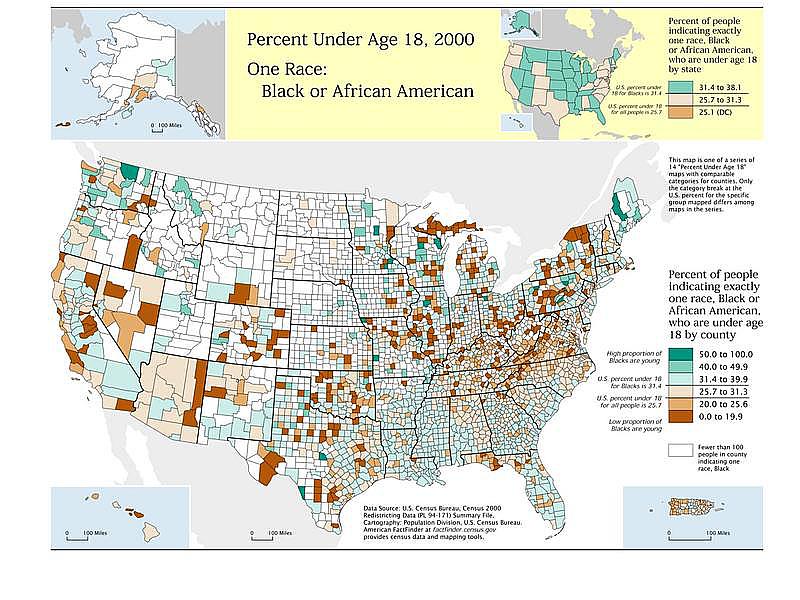 Percent Under Age 18, 2000
One Race:
Black or African American
0 100 Miles
Percent of people
indicating exactly
one race, Black
or African American,
who are under age 18
by state
U.S. percent under
18 for Blacks is 31.4
U.S. percent under 18
for all people is 25.7
31.4 to 38.1
25.7 to 31.3
25.1 (DC)
This map is one of a series of
14 "Percent Under Age 18"
maps with comparable
categories for counties. Only
the category break at the
U.S. percent for the specific
group mapped differs among
maps in the series.
Percent of people
indicating exactly
one race, Black or
African American,
who are under age
18 by county
High proportion of
Blacks are young
U.S. percent under 18
for Blacks is 31.4
U.S. percent under 18
for all people is 25.7
Low proportion of
Blacks are young
50.0 to 100.0
40.0 to 49.9
31.4 to 39.9
25.7 to 31.3
20.0 to 25.6
0.0 to 19.9
Fewer than 100
people in county
indicating one
race, Black
0 100 Miles
0 100 Miles
Data Source: U.S. Census Bureau, Census 2000
Redistricting Data (PL 94-171) Summary File.
Cartography: Population Division, U.S. Census Bureau.
American FactFinder at factfinder.census.gov
provides census data and mapping tools.
0 100 Miles